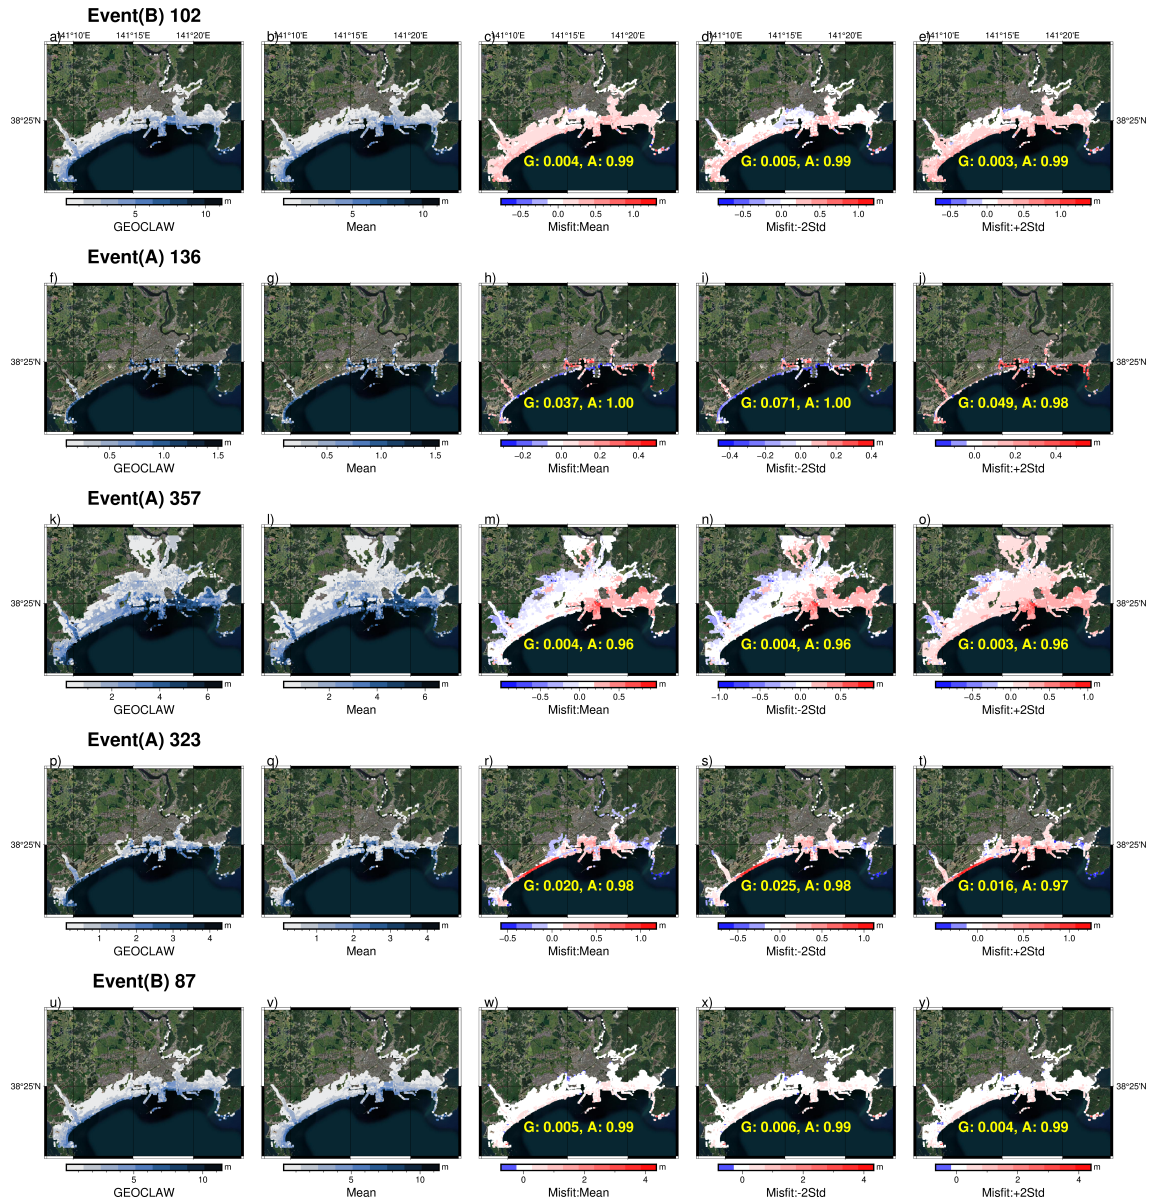 Event(B) 102
141°10'E 141°15'E 141°20'E 141°10'E 141°15'E 141°20'E 141°10'E 141°15'E 141°20'E 141°10'E 141°15'E 141°20'E 141°10'E 141°15'E 141°20'E
a) b) c) d) e)
38°25'N 38°25'N
G: 0.004, A: 0.99 G: 0.005, A: 0.99 G: 0.003, A: 0.99
m m m m m
5 10 5 10 −0.5 0.0 0.5 1.0 −0.5 0.0 0.5 1.0 −0.5 0.0 0.5 1.0
GEOCLAW Mean Misfit:Mean Misfit:-2Std Misfit:+2Std
Event(A) 136
f) g) h) i) j)
38°25'N 38°25'N
G: 0.037, A: 1.00 G: 0.071, A: 1.00 G: 0.049, A: 0.98
m m m m m
0.5 1.0 1.5 0.5 1.0 1.5 −0.2 0.0 0.2 0.4 −0.4 −0.2 0.0 0.2 0.4 0.0 0.2 0.4
GEOCLAW Mean Misfit:Mean Misfit:-2Std Misfit:+2Std
Event(A) 357
k) l) m) n) o)
38°25'N 38°25'N
G: 0.004, A: 0.96 G: 0.004, A: 0.96 G: 0.003, A: 0.96
m m m m m
2 4 6 2 4 6 −0.5 0.0 0.5 −1.0 −0.5 0.0 0.5 −0.5 0.0 0.5 1.0
GEOCLAW Mean Misfit:Mean Misfit:-2Std Misfit:+2Std
Event(A) 323
p) q) r) s) t)
38°25'N 38°25'N
G: 0.020, A: 0.98 G: 0.025, A: 0.98 G: 0.016, A: 0.97
m m m m m
1 2 3 4 1 2 3 4 −0.5 0.0 0.5 1.0 −0.5 0.0 0.5 1.0 0.0 0.5 1.0
GEOCLAW Mean Misfit:Mean Misfit:-2Std Misfit:+2Std
Event(B) 87
u) v) w) x) y)
38°25'N 38°25'N
G: 0.005, A: 0.99 G: 0.006, A: 0.99 G: 0.004, A: 0.99
m m m m m
5 10 5 10 0 2 4 0 2 4 0 2 4
GEOCLAW Mean Misfit:Mean Misfit:-2Std Misfit:+2Std